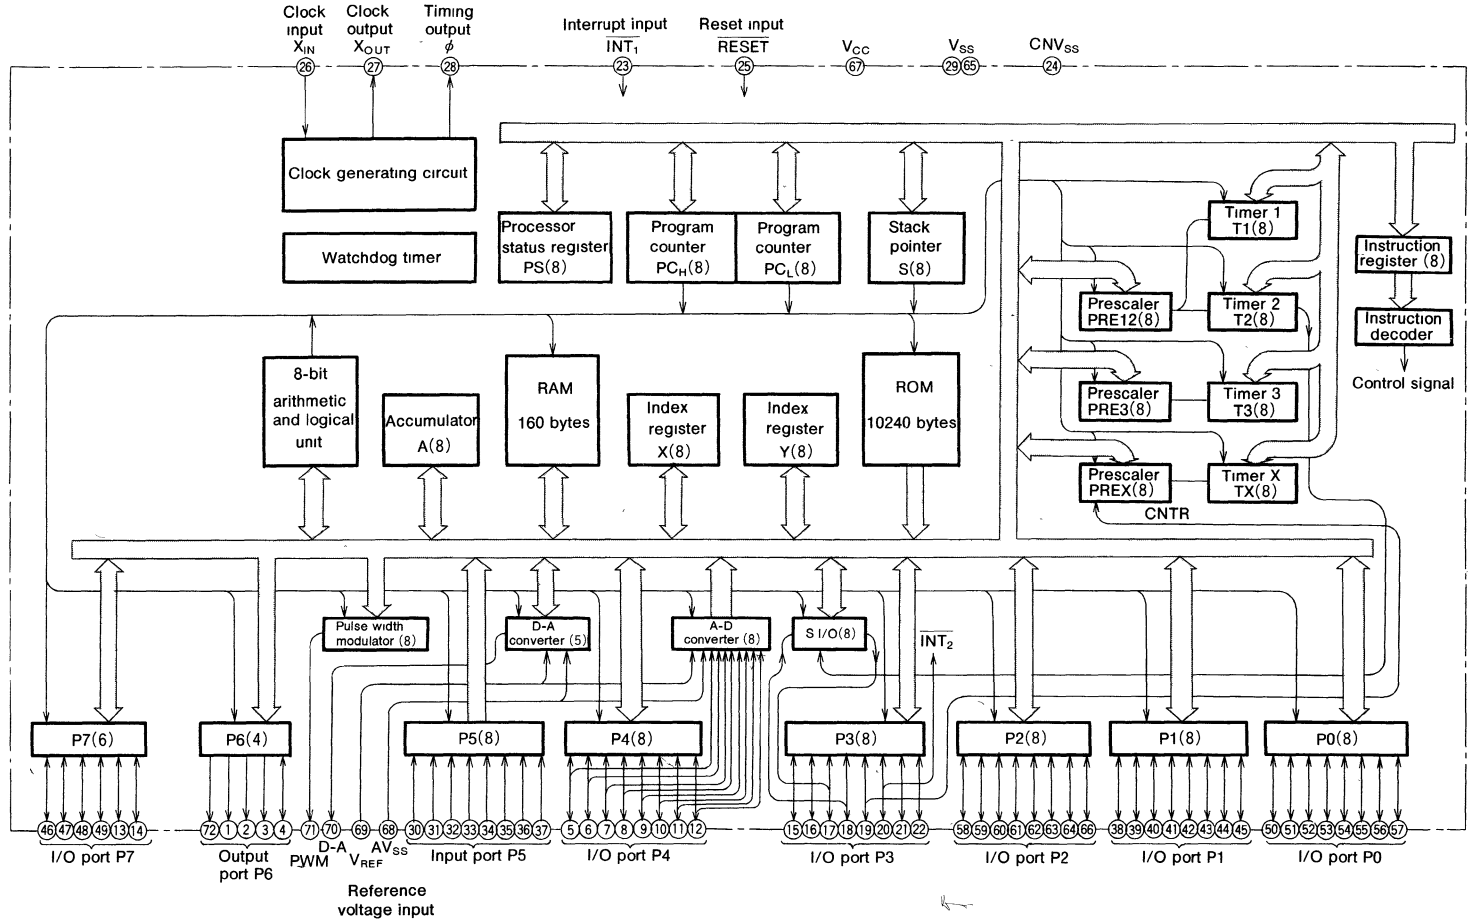 Clock input XIN
Clock output XOUT
Timing output φ
Interrupt input INT1
Reset input RESET
VCC
VSS
CNVSS
26
27
28
23
25
67
29 65
24
Clock generating circuit
Watchdog timer
Processor status register PS(8)
Program counter PCH(8)
Program counter PCL(8)
Stack pointer S(8)
Timer 1 T1(8)
Instruction register (8)
Prescaler PRE12(8)
Timer 2 T2(8)
Instruction decoder
Control signal
8-bit arithmetic and logical unit
Accumulator A(8)
RAM 160 bytes
Index register X(8)
Index register Y(8)
ROM 10240 bytes
Prescaler PRE3(8)
Timer 3 T3(8)
Prescaler PREX(8)
Timer X TX(8)
CNTR
Pulse width modulator (8)
D-A converter (5)
A-D converter (8)
S I/O(8)
INT2
P7(6)
P6(4)
P5(8)
P4(8)
P3(8)
P2(8)
P1(8)
P0(8)
46 47 48 49 13 14
72 1 2 3 4
71 70
69 68
30 31 32 33 34 35 36 37
5 6 7 8 9 10 11 12
15 16 17 18 19 20 21 22
58 59 60 61 62 63 64 66
38 39 40 41 42 43 44 45
50 51 52 53 54 55 56 57
I/O port P7
Output port P6
PWM
D-A
VREF
AVSS
Input port P5
I/O port P4
I/O port P3
I/O port P2
I/O port P1
I/O port P0
Reference voltage input